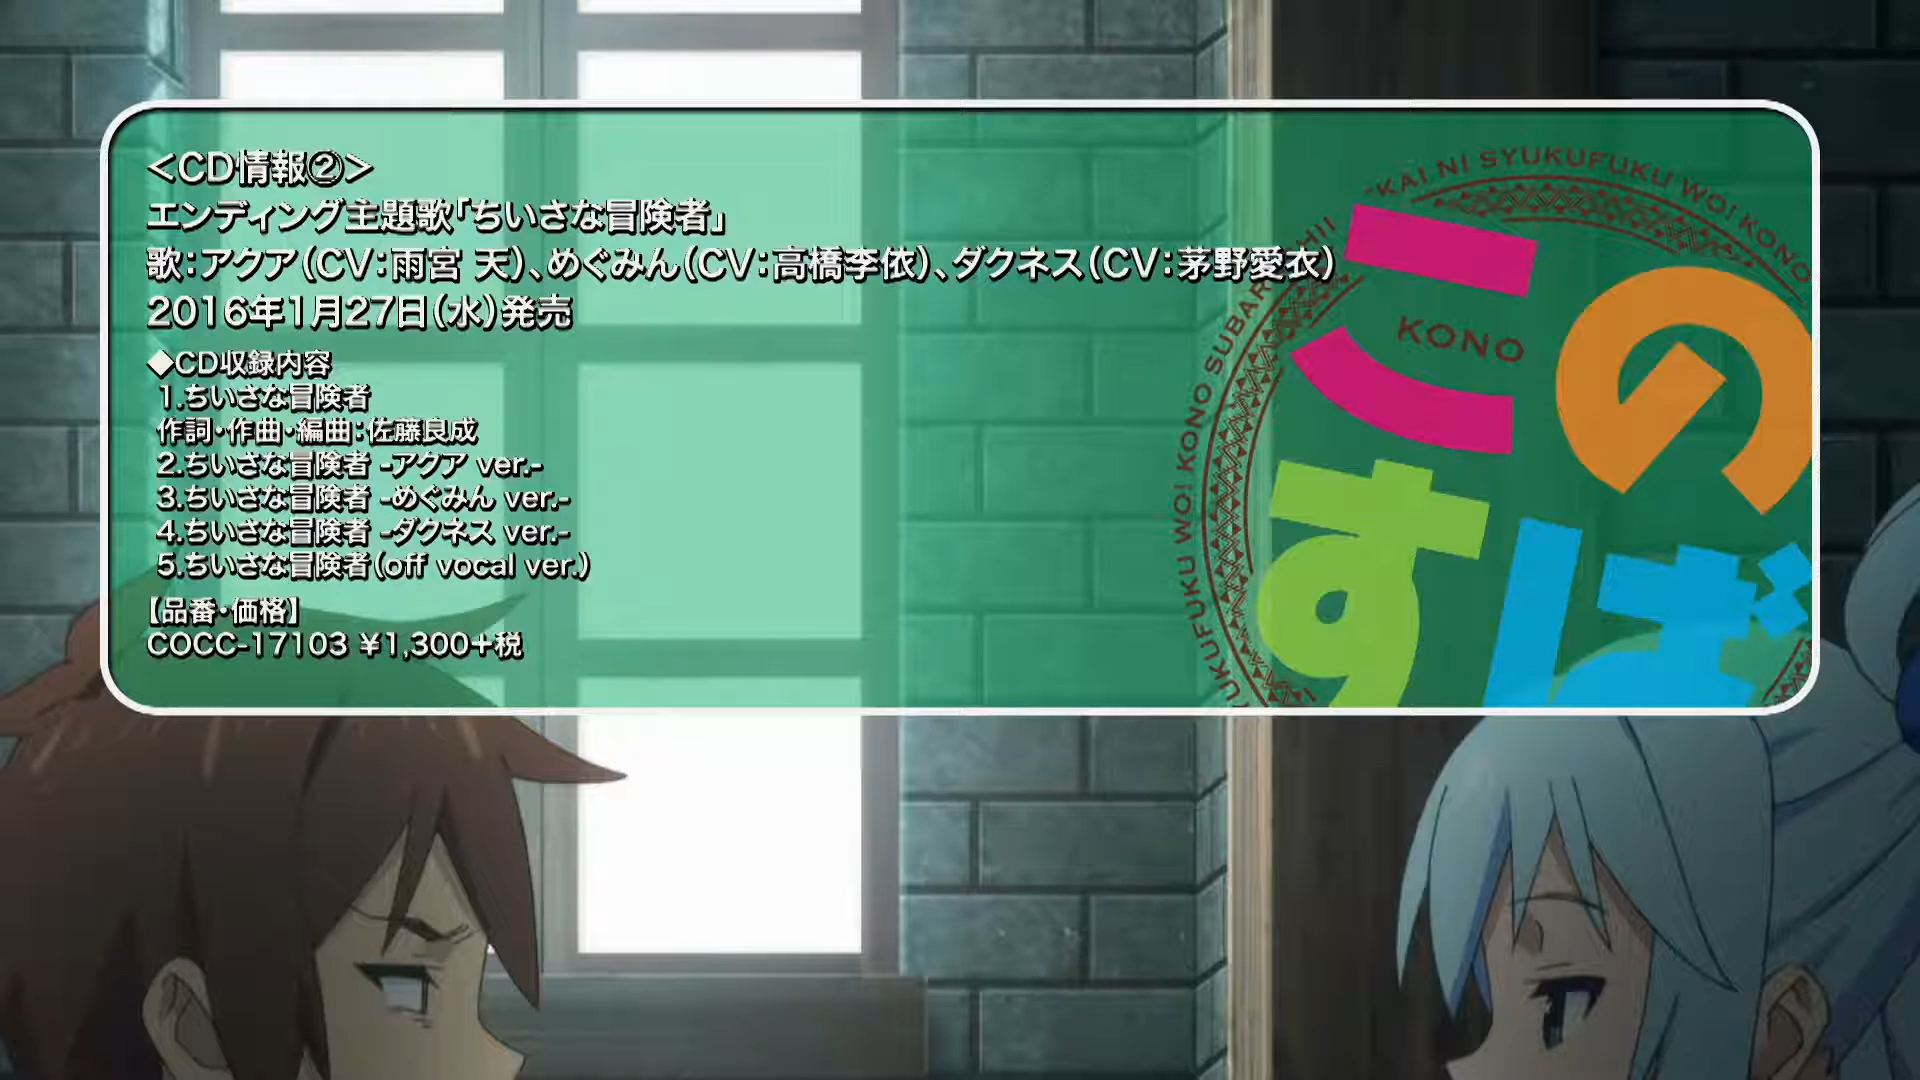 ＜CD情報②＞
エンディング主題歌｢ちいさな冒険者｣
歌：アクア（CV：雨宮 天）、めぐみん（CV：高橋李依）、ダクネス（CV：茅野愛衣）
2016年1月27日（水）発売
◆CD収録内容
1.ちいさな冒険者
作詞・作曲・編曲：佐藤良成
2.ちいさな冒険者 -アクア ver.-
3.ちいさな冒険者 -めぐみん ver.-
4.ちいさな冒険者 -ダクネス ver.-
5.ちいさな冒険者（off vocal ver.）
【品番・価格】
COCC-17103 ￥1,300＋税
このすば
KONO
KAI NI SYUKUFUKU WO! KONO
UKUFUKU WO! KONO SUBARASHII